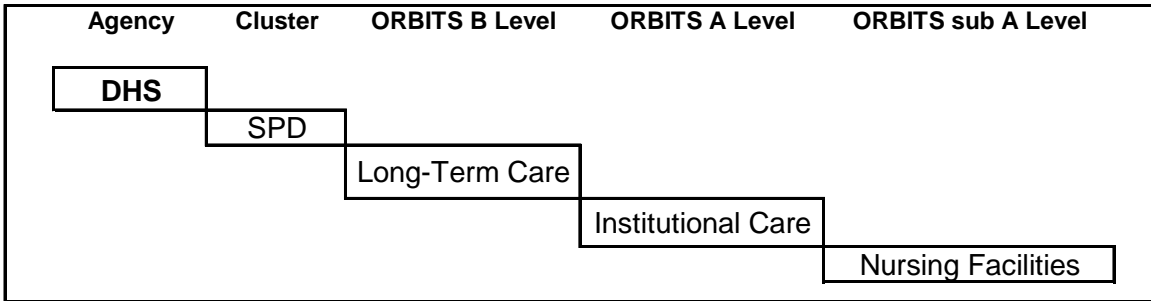 Agency Cluster ORBITS B Level ORBITS A Level ORBITS sub A Level
DHS
SPD
Long-Term Care
Institutional Care
Nursing Facilities